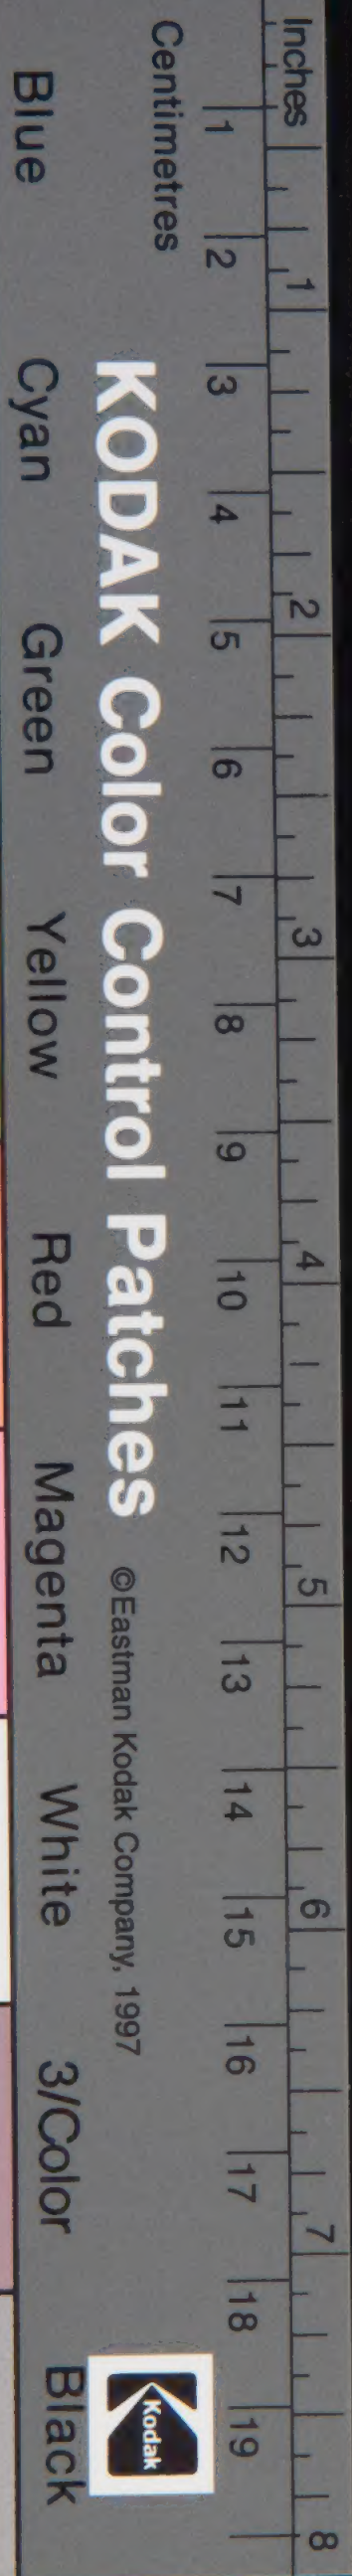 Inches 1 2 3 4 5 6 7 8
Centimetres 1 2 3 4 5 6 7 8 9 10 11 12 13 14 15 16 17 18 19
KODAK Color Control Patches ©Eastman Kodak Company, 1997 Kodak
Blue Cyan Green Yellow Red Magenta White 3/Color Black